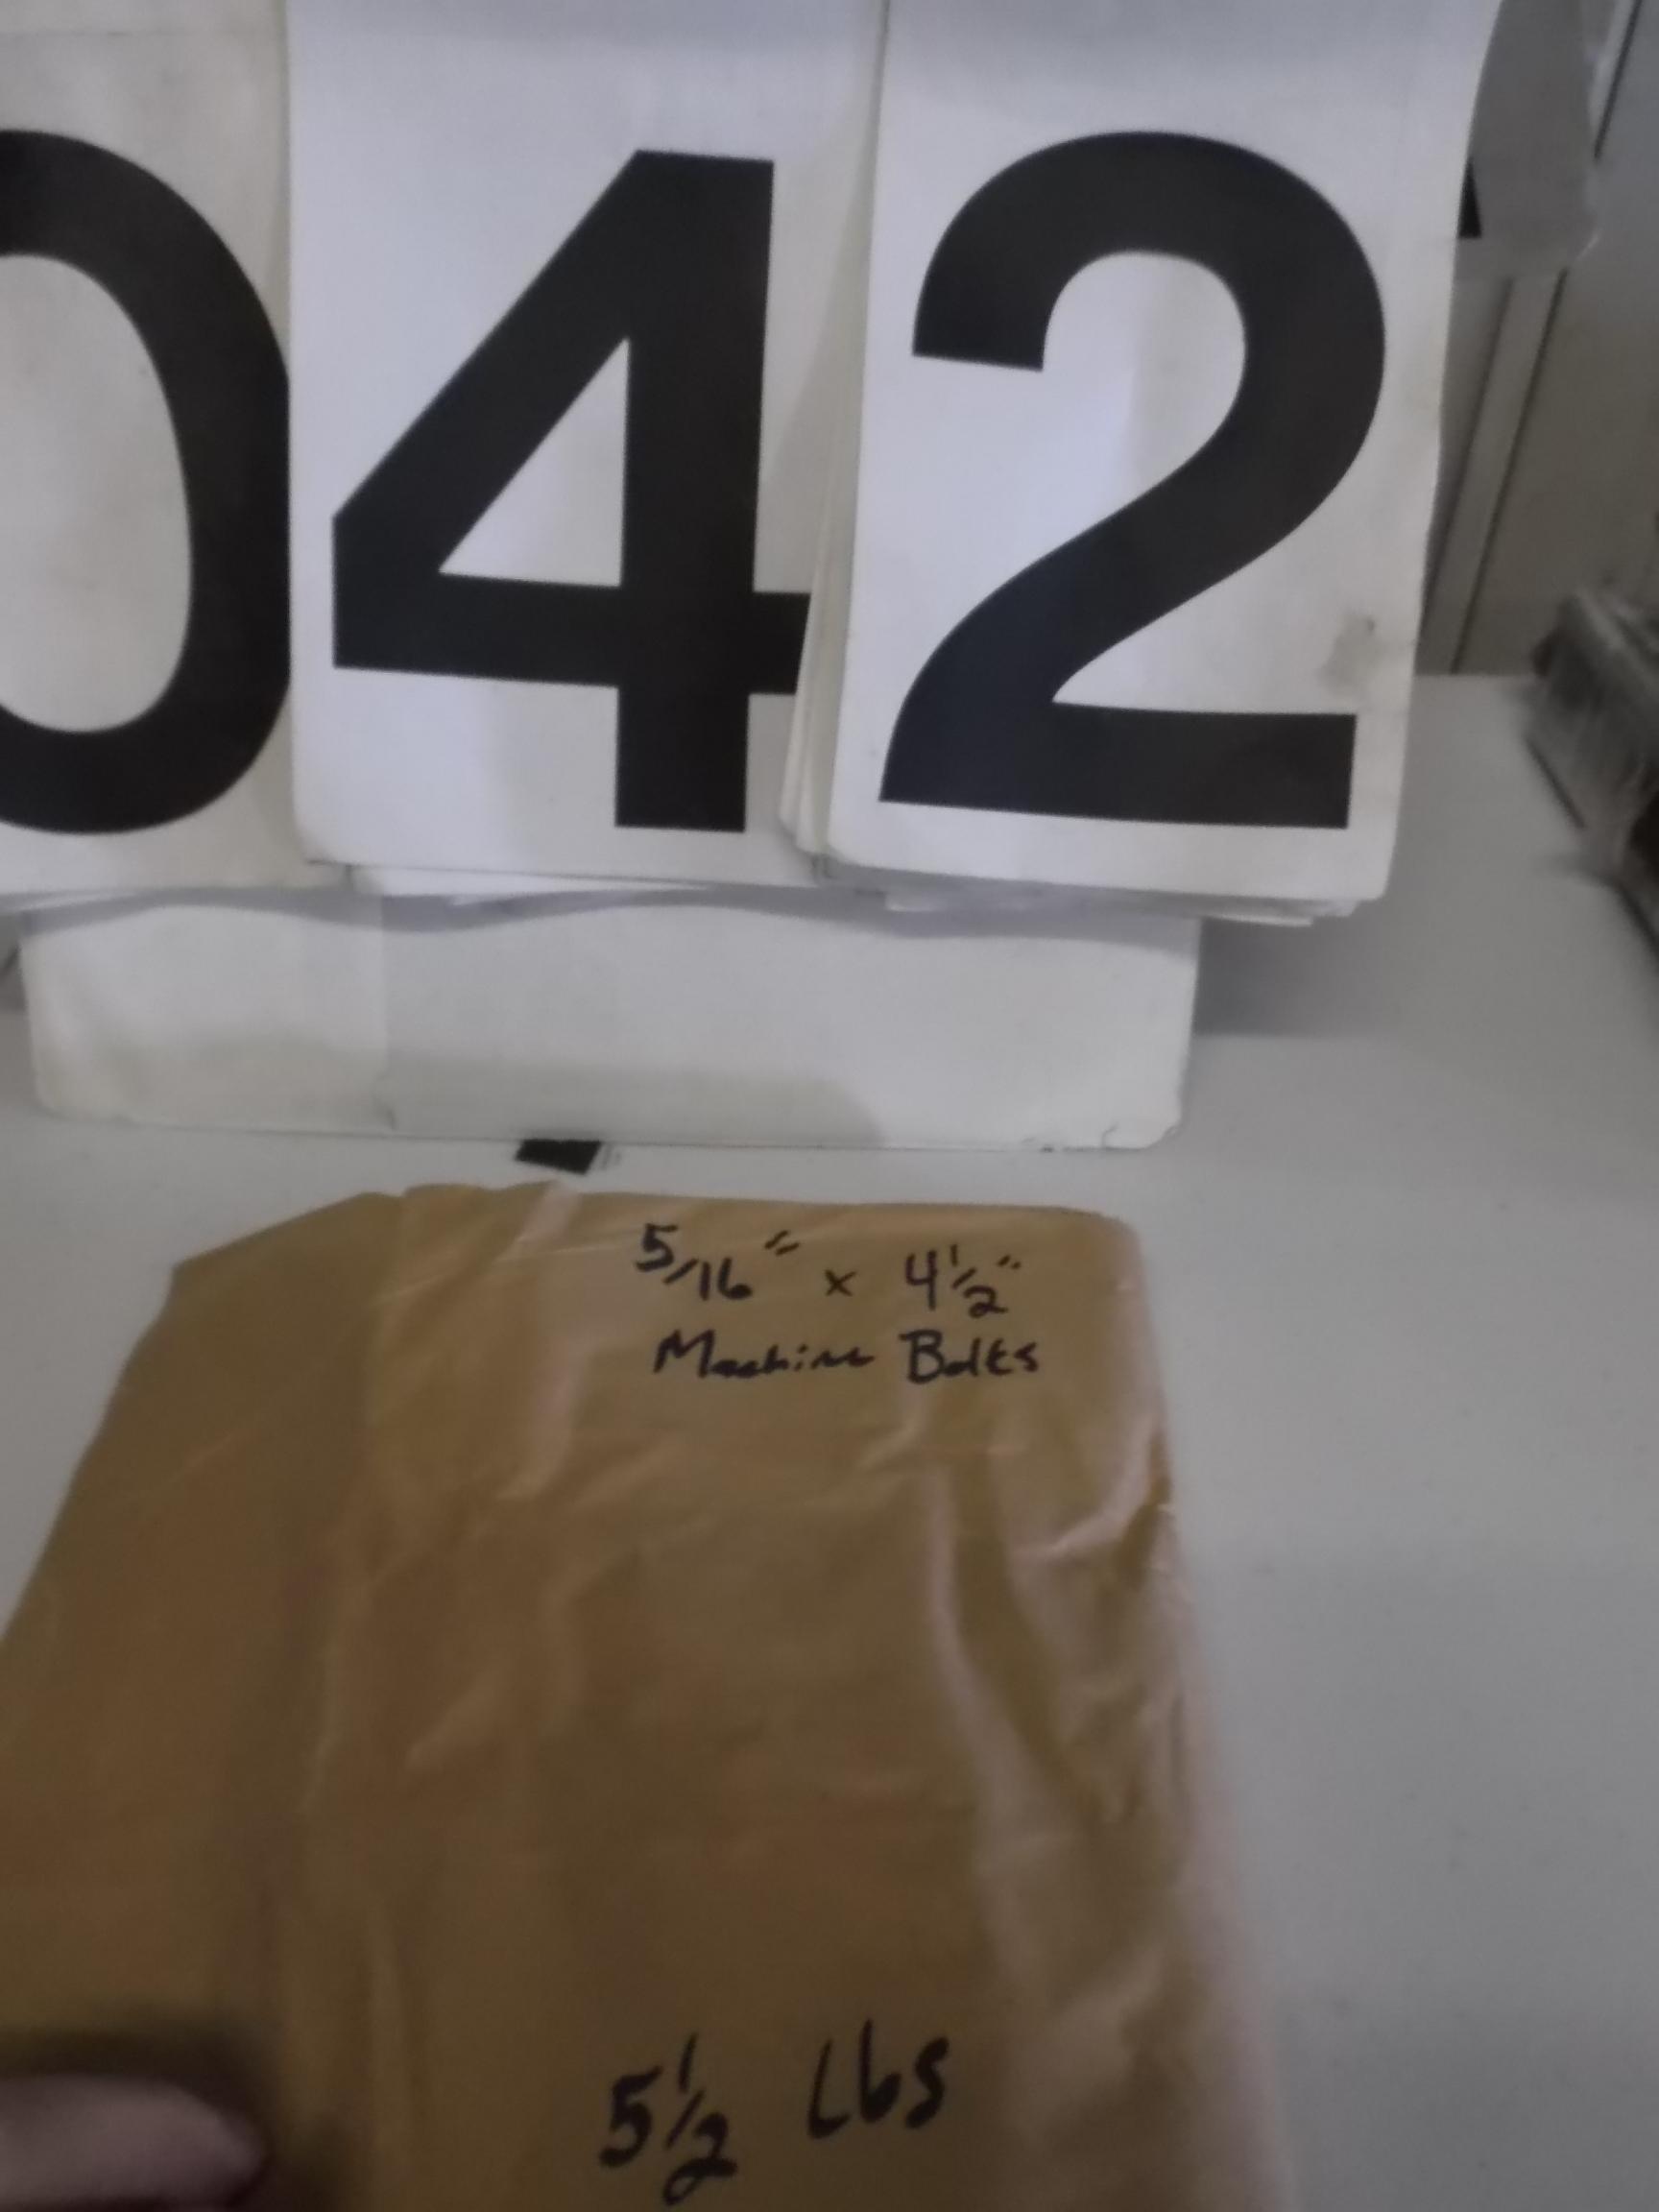 042
5/16" x 4 1/2"
Machine Bolts
5 1/2 Lbs